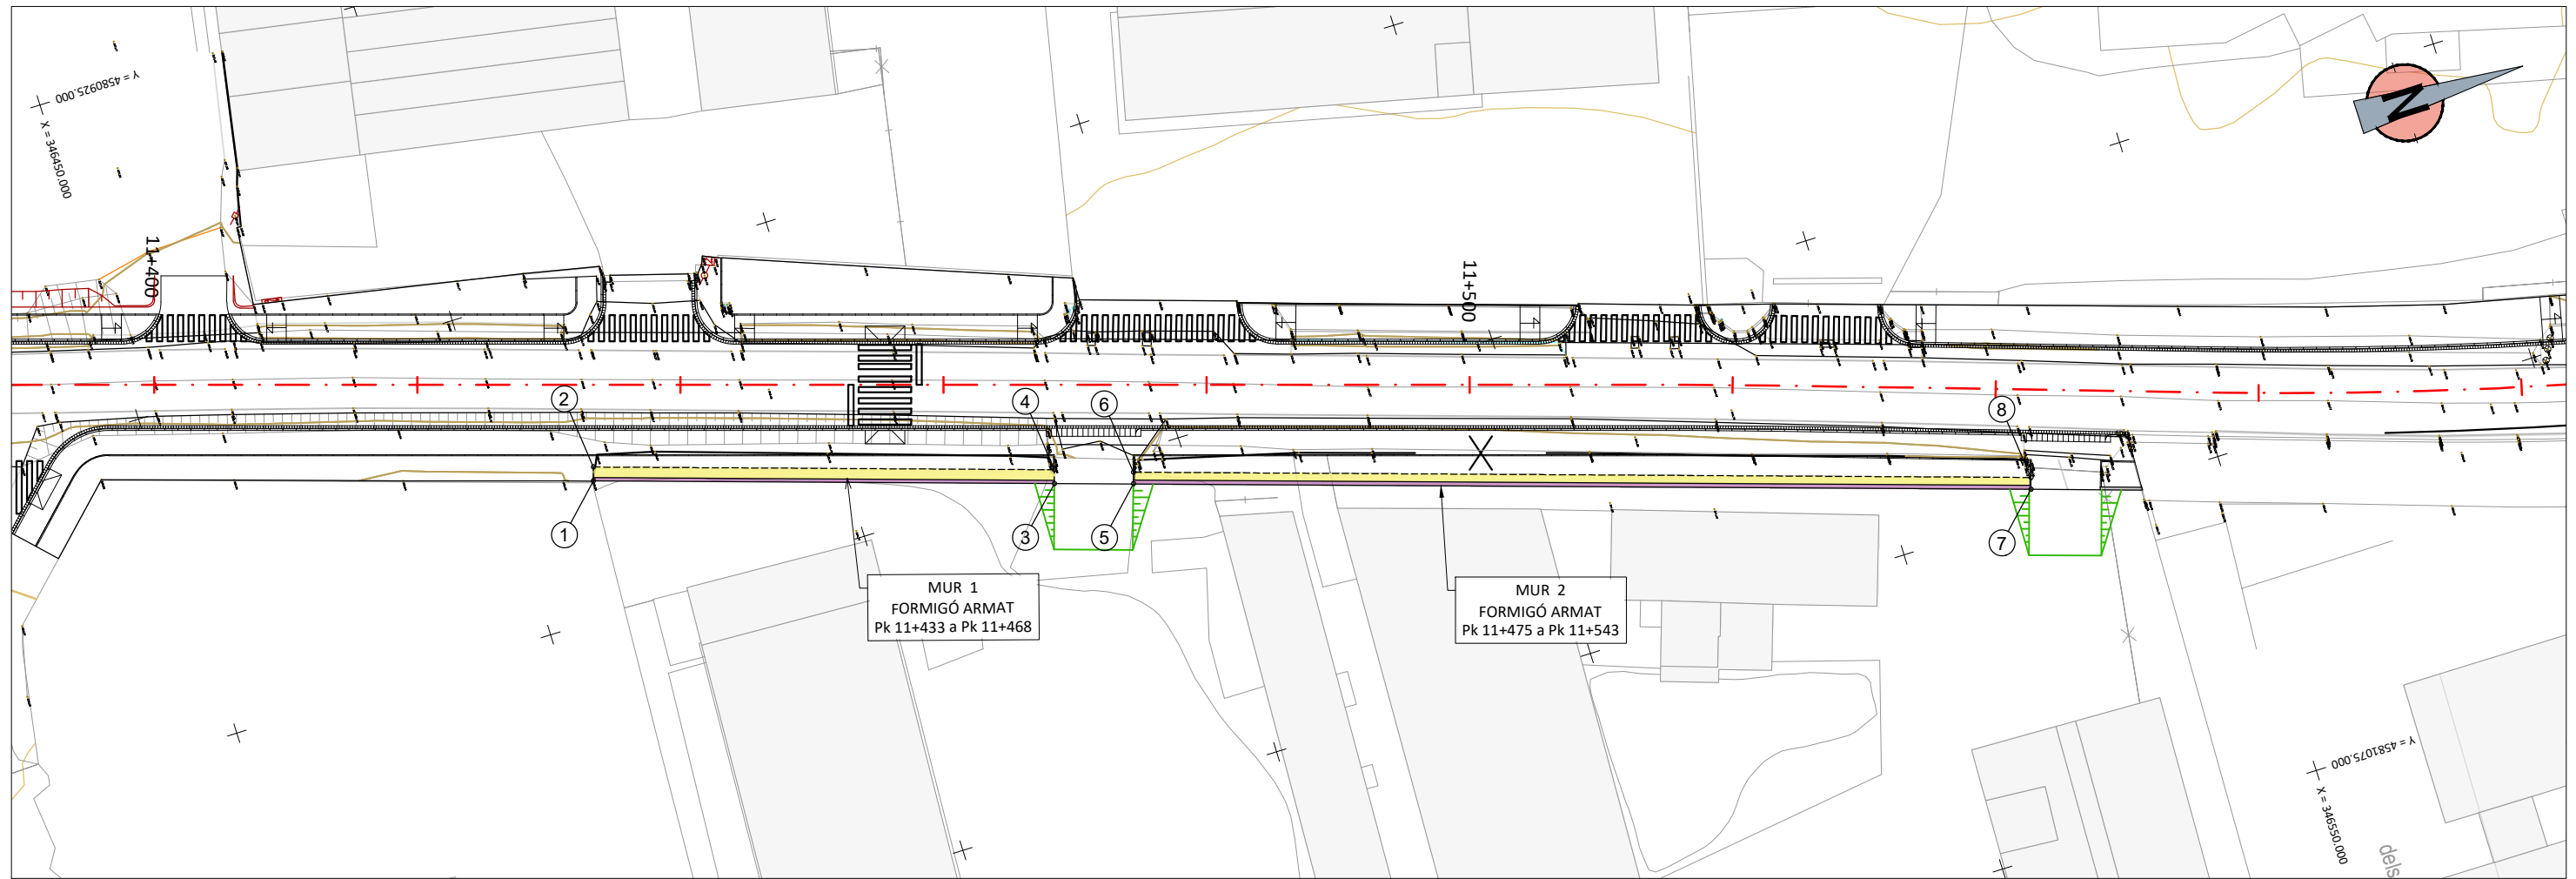 Y = 4580925.000
X = 346450.000
N
11+400
11+500
2
4
6
8
1
3
5
7
MUR 1
FORMIGÓ ARMAT
Pk 11+433 a Pk 11+468
MUR 2
FORMIGÓ ARMAT
Pk 11+475 a Pk 11+543
Y = 4581075.000
X = 346550.000
dels